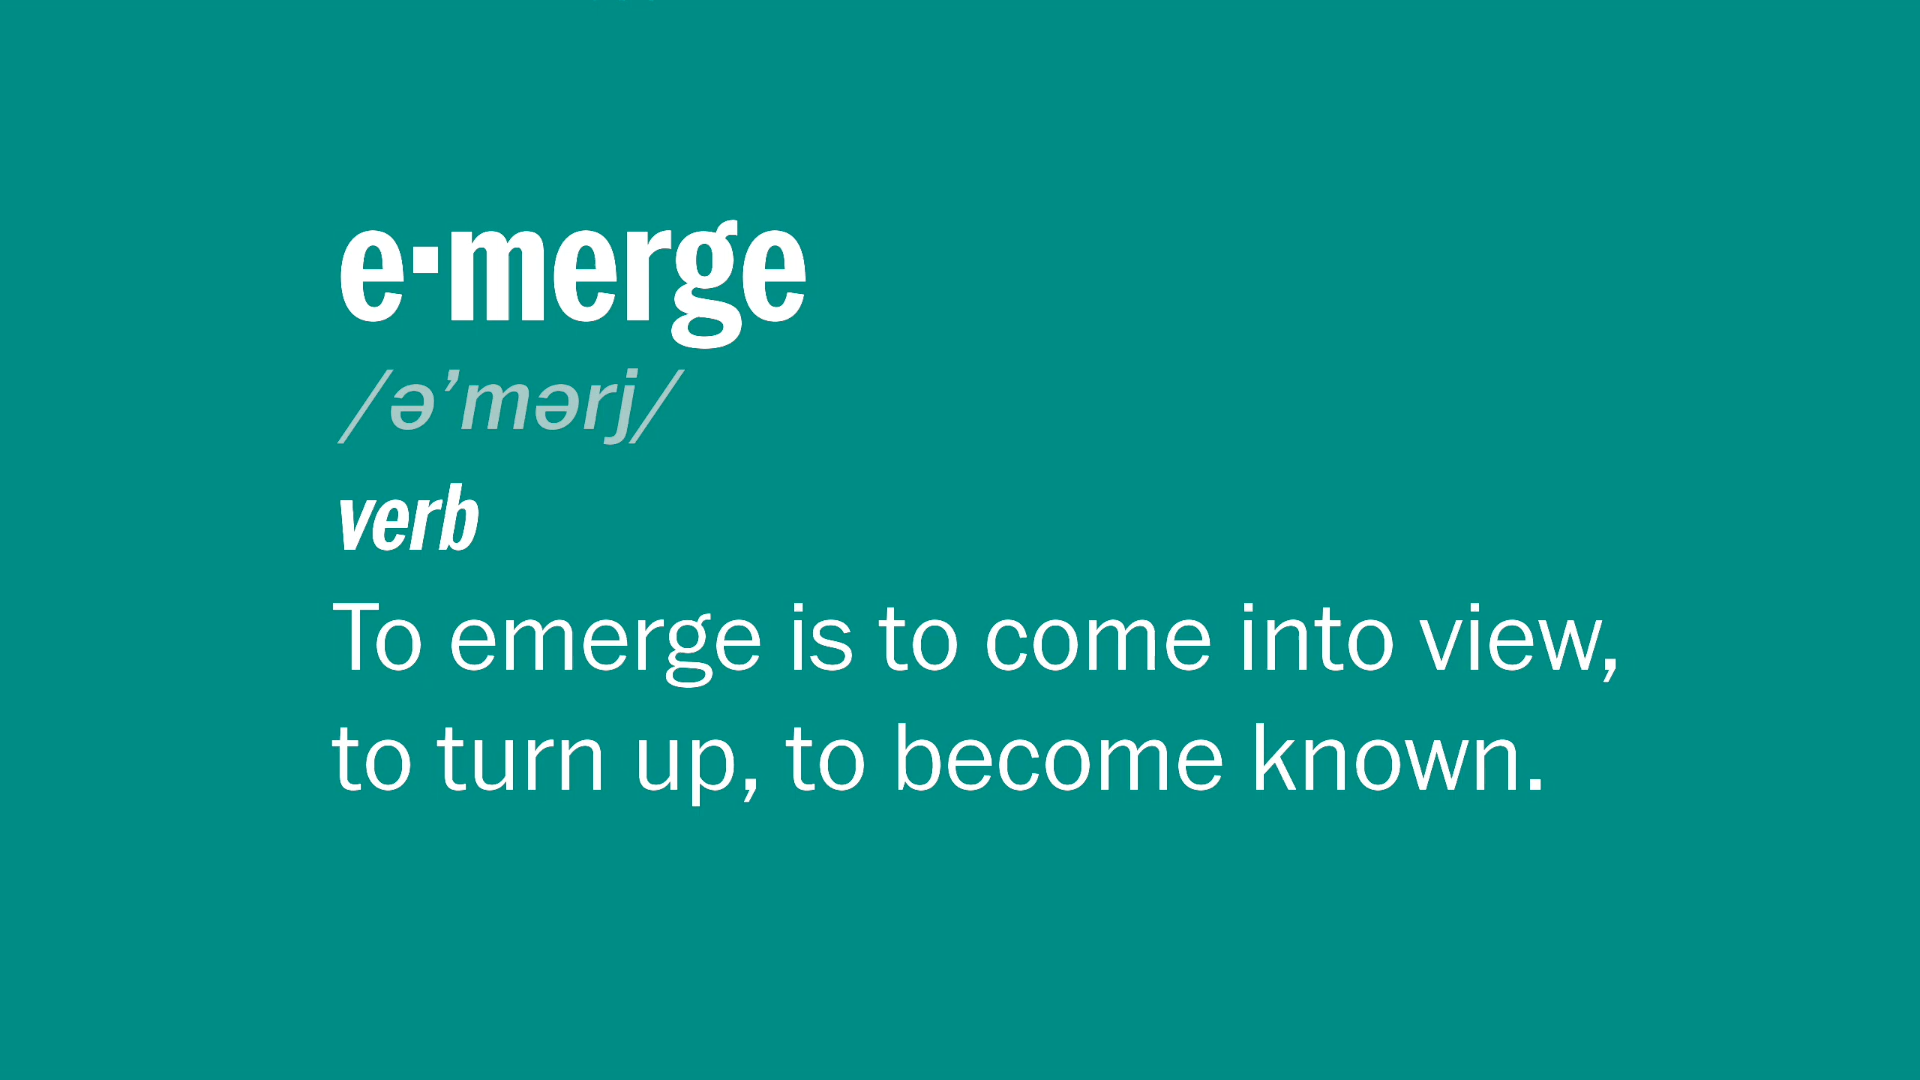 e·merge
/ə’mərj/
verb
To emerge is to come into view,
to turn up, to become known.